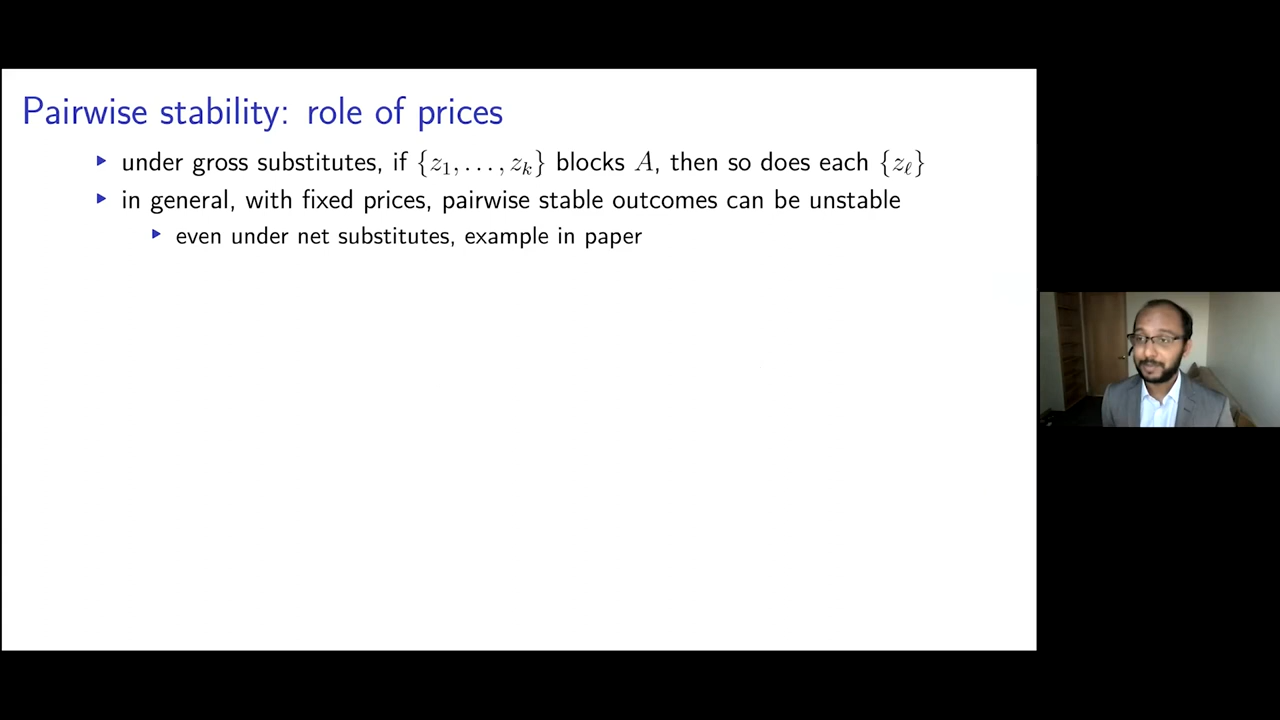 Pairwise stability: role of prices
under gross substitutes, if {z₁, . . . , zₖ} blocks A, then so does each {z_ℓ}
in general, with fixed prices, pairwise stable outcomes can be unstable
even under net substitutes, example in paper